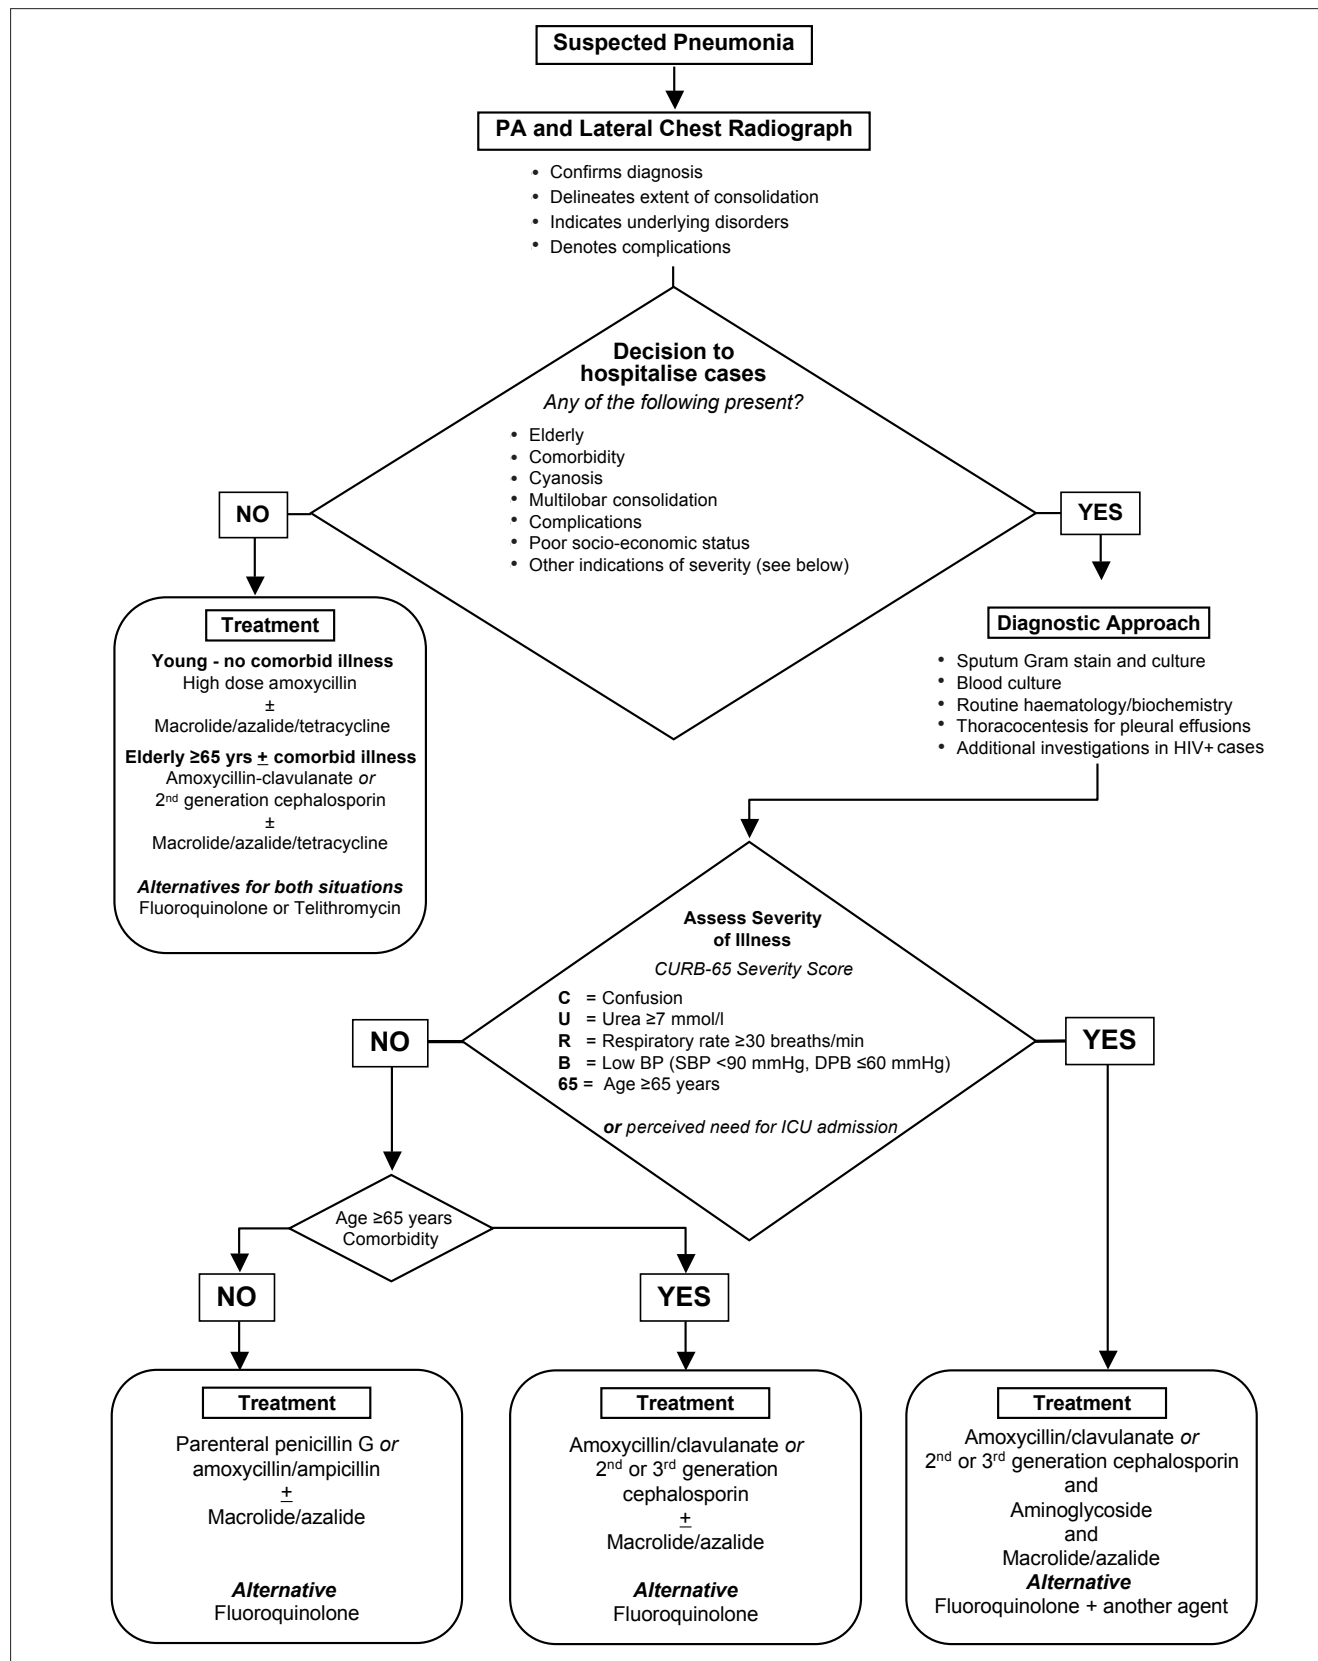 Suspected Pneumonia
PA and Lateral Chest Radiograph
• Confirms diagnosis
• Delineates extent of consolidation
• Indicates underlying disorders
• Denotes complications
Decision to
hospitalise cases
Any of the following present?
• Elderly
• Comorbidity
• Cyanosis
• Multilobar consolidation
• Complications
• Poor socio-economic status
• Other indications of severity (see below)
NO
YES
Treatment
Young - no comorbid illness
High dose amoxycillin
±
Macrolide/azalide/tetracycline
Elderly ≥65 yrs ± comorbid illness
Amoxycillin-clavulanate or
2nd generation cephalosporin
±
Macrolide/azalide/tetracycline
Alternatives for both situations
Fluoroquinolone or Telithromycin
Diagnostic Approach
• Sputum Gram stain and culture
• Blood culture
• Routine haematology/biochemistry
• Thoracocentesis for pleural effusions
• Additional investigations in HIV+ cases
Assess Severity
of Illness
CURB-65 Severity Score
C = Confusion
U = Urea ≥7 mmol/l
R = Respiratory rate ≥30 breaths/min
B = Low BP (SBP <90 mmHg, DPB ≤60 mmHg)
65 = Age ≥65 years
or perceived need for ICU admission
NO
YES
Age ≥65 years
Comorbidity
NO
YES
Treatment
Parenteral penicillin G or
amoxycillin/ampicillin
±
Macrolide/azalide
Alternative
Fluoroquinolone
Treatment
Amoxycillin/clavulanate or
2nd or 3rd generation
cephalosporin
±
Macrolide/azalide
Alternative
Fluoroquinolone
Treatment
Amoxycillin/clavulanate or
2nd or 3rd generation cephalosporin
and
Aminoglycoside
and
Macrolide/azalide
Alternative
Fluoroquinolone + another agent